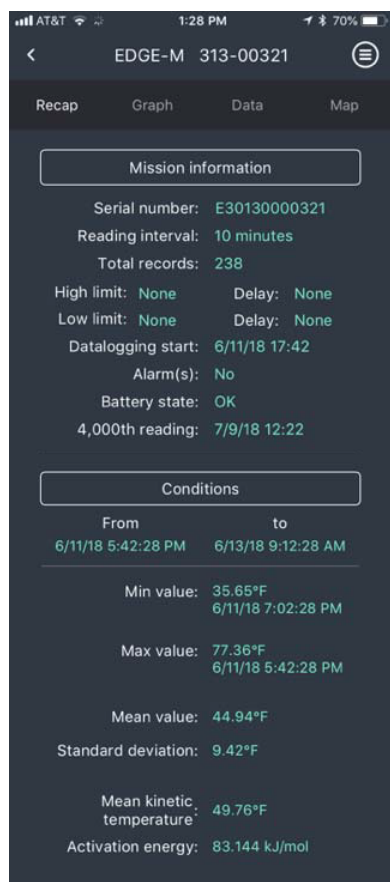 AT&T 1:28 PM 70%
EDGE-M 313-00321
Recap Graph Data Map
Mission information
Serial number: E30130000321
Reading interval: 10 minutes
Total records: 238
High limit: None Delay: None
Low limit: None Delay: None
Datalogging start: 6/11/18 17:42
Alarm(s): No
Battery state: OK
4,000th reading: 7/9/18 12:22
Conditions
From to
6/11/18 5:42:28 PM 6/13/18 9:12:28 AM
Min value: 35.65°F
6/11/18 7:02:28 PM
Max value: 77.36°F
6/11/18 5:42:28 PM
Mean value: 44.94°F
Standard deviation: 9.42°F
Mean kinetic
temperature: 49.76°F
Activation energy: 83.144 kJ/mol